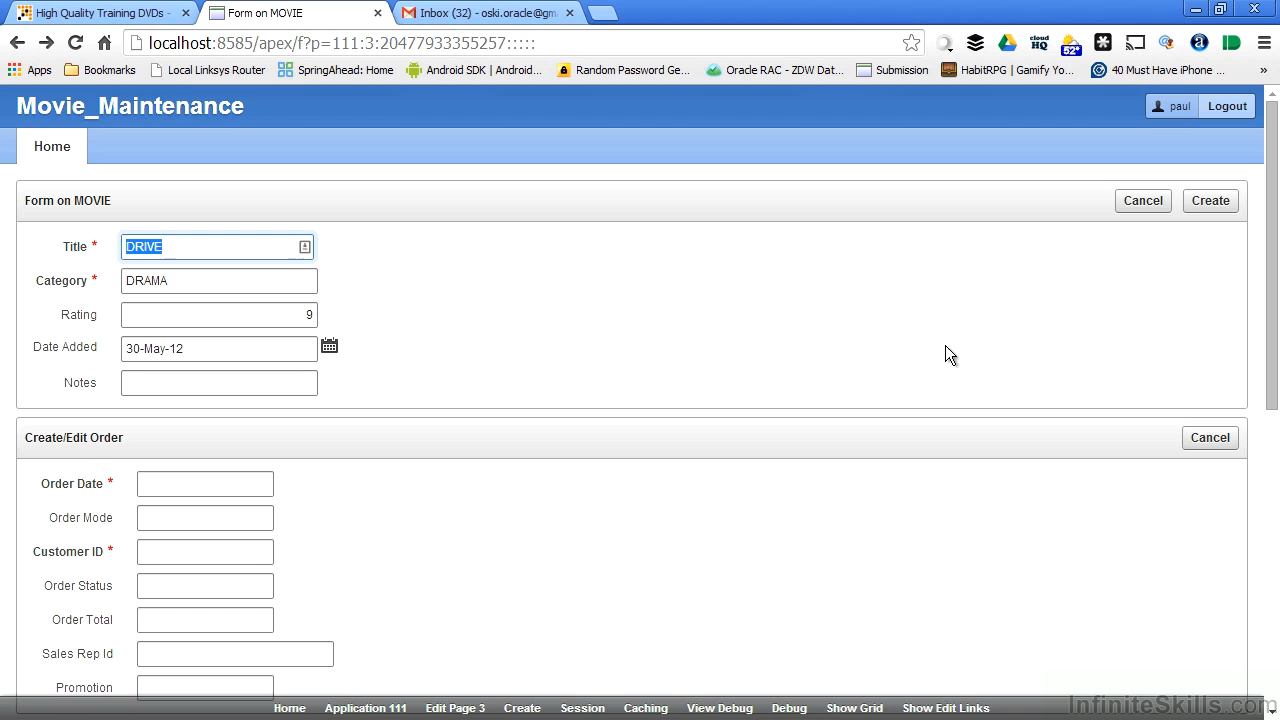 High Quality Training DVDs -
Form on MOVIE
Inbox (32) - oski.oracle@gm
localhost:8585/apex/f?p=111:3:20477933355257:::::
cloud HQ
52°
Apps
Bookmarks
Local Linksys Router
SpringAhead: Home
Android SDK | Android...
Random Password Ge...
Oracle RAC - ZDW Dat...
Submission
HabitRPG | Gamify Yo...
40 Must Have iPhone ...
»
Movie_Maintenance
paul
Logout
Home
Form on MOVIE
Cancel
Create
Title *
DRIVE
Category *
DRAMA
Rating
9
Date Added
30-May-12
Notes
Create/Edit Order
Cancel
Order Date *
Order Mode
Customer ID *
Order Status
Order Total
Sales Rep Id
Promotion
Home Application 111 Edit Page 3 Create Session Caching View Debug Debug Show Grid Show Edit Links
InfiniteSkills.com